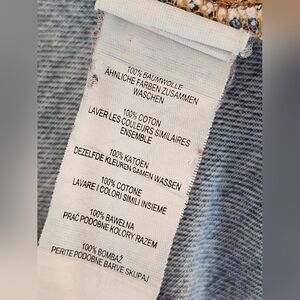 100% BAUMWOLLE
ÄHNLICHE FARBEN ZUSAMMEN
WASCHEN
100% COTON
LAVER LES COULEURS SIMILAIRES
ENSEMBLE
100% KATOEN
DEZELFDE KLEUREN SAMEN WASSEN
100% COTONE
LAVARE I COLORI SIMILI INSIEME
100% BAWEŁNA
PRAĆ PODOBNE KOLORY RAZEM
100% BOMBAŽ
PERITE PODOBNE BARVE SKUPAJ